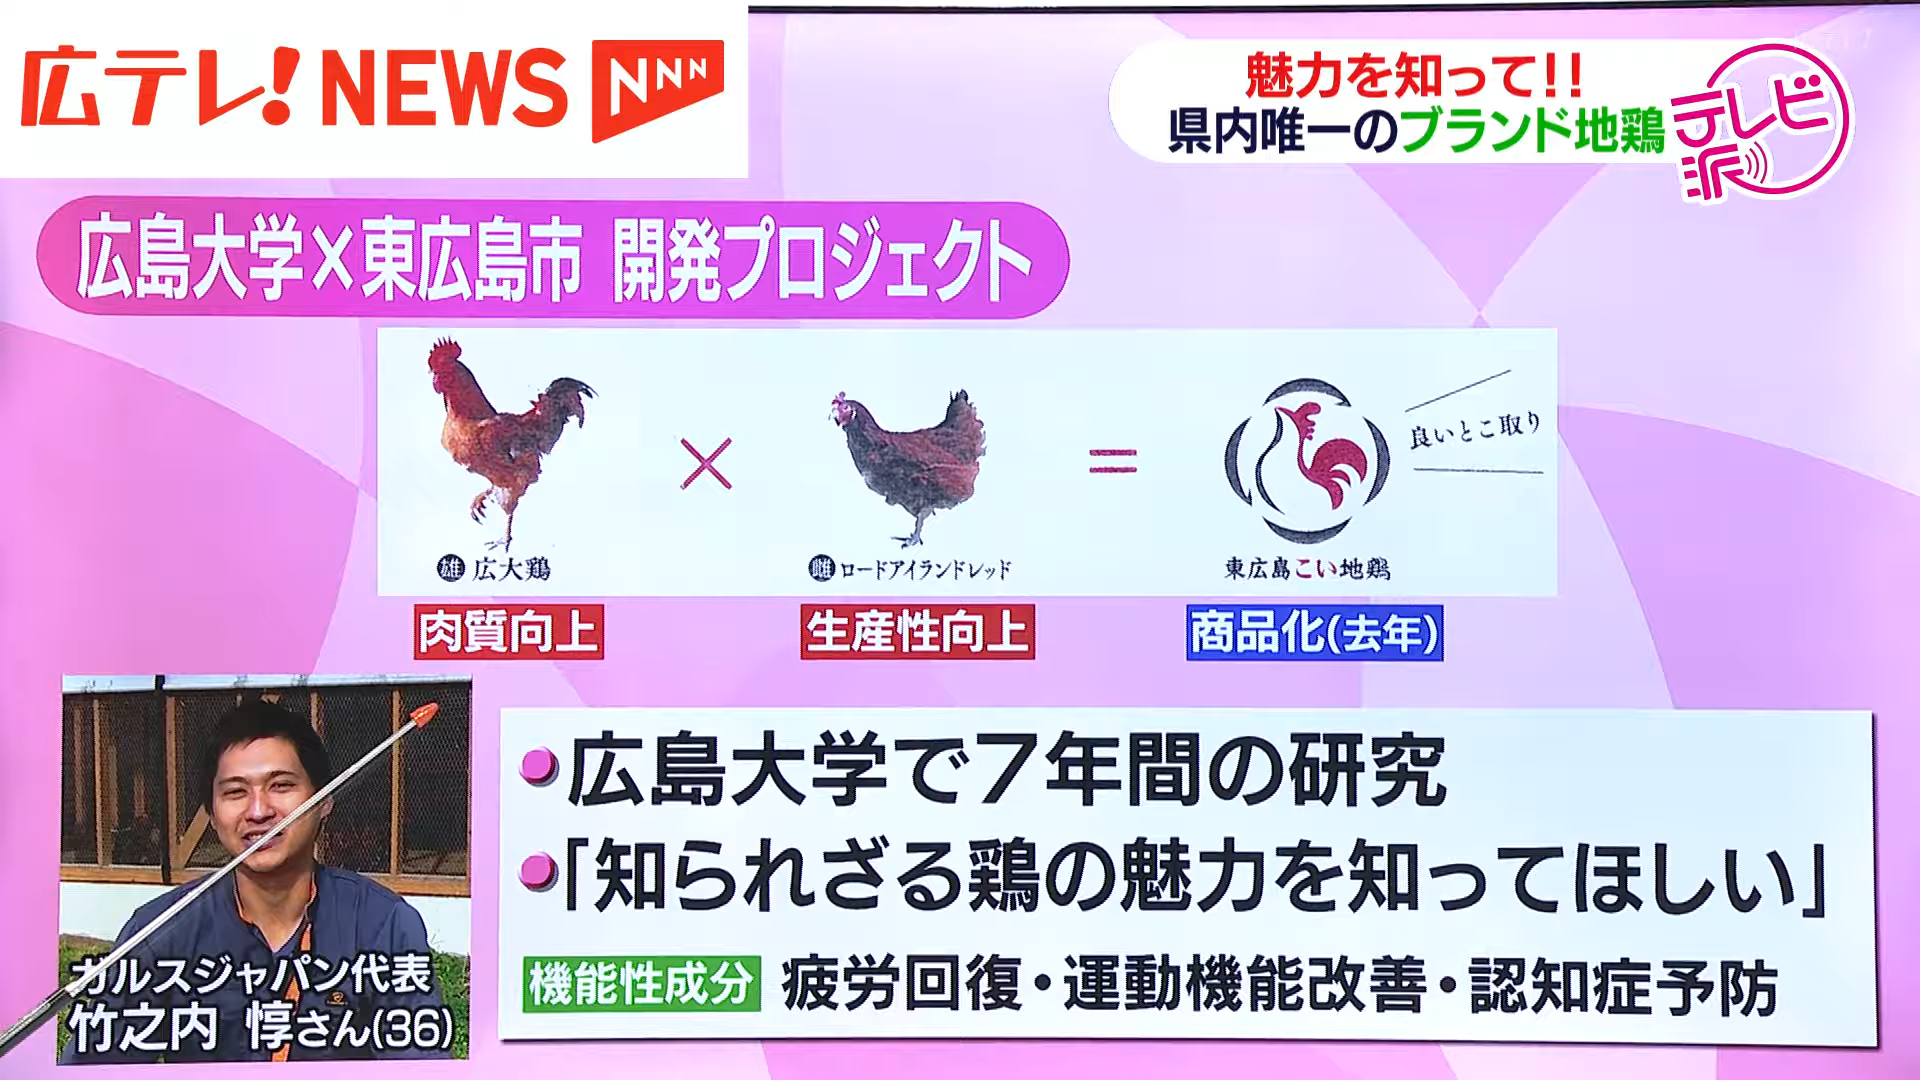 広テレ! NEWS NNN
魅力を知って!!
県内唯一のブランド地鶏
テレビ派
広島大学×東広島市 開発プロジェクト
良いとこ取り
雄 広大鶏
雌 ロードアイランドレッド
東広島こい地鶏
肉質向上
生産性向上
商品化(去年)
●広島大学で7年間の研究
●「知られざる鶏の魅力を知ってほしい」
機能性成分 疲労回復・運動機能改善・認知症予防
ガルスジャパン代表
竹之内 惇さん(36)